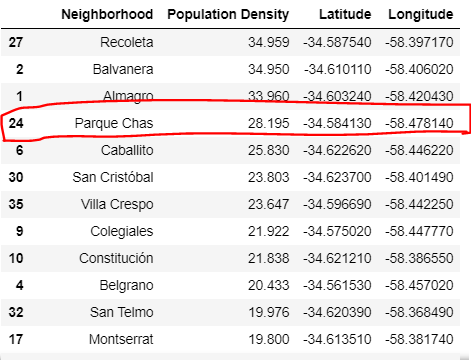 Neighborhood Population Density Latitude Longitude
27 Recoleta 34.959 -34.587540 -58.397170
2 Balvanera 34.950 -34.610110 -58.406020
1 Almagro 33.960 -34.603240 -58.420430
24 Parque Chas 28.195 -34.584130 -58.478140
6 Caballito 25.830 -34.622620 -58.446220
30 San Cristóbal 23.803 -34.623700 -58.401490
35 Villa Crespo 23.647 -34.596690 -58.442250
9 Colegiales 21.922 -34.575020 -58.447770
10 Constitución 21.838 -34.621210 -58.386550
4 Belgrano 20.433 -34.561530 -58.457020
32 San Telmo 19.976 -34.620390 -58.368490
17 Montserrat 19.800 -34.613510 -58.381740